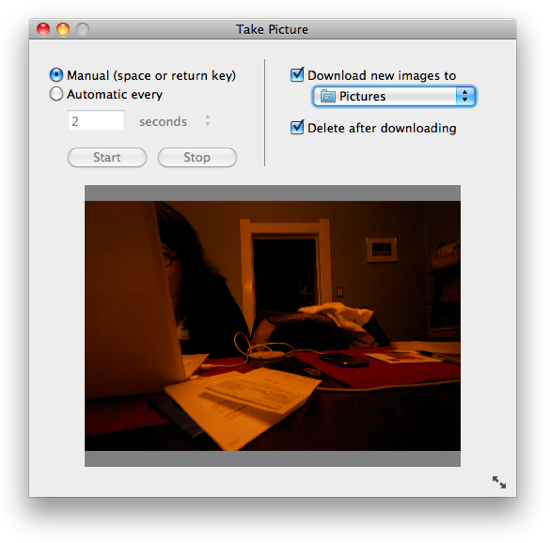 Take Picture
Manual (space or return key)
Automatic every
2 seconds
Start Stop
Download new images to
Pictures
Delete after downloading